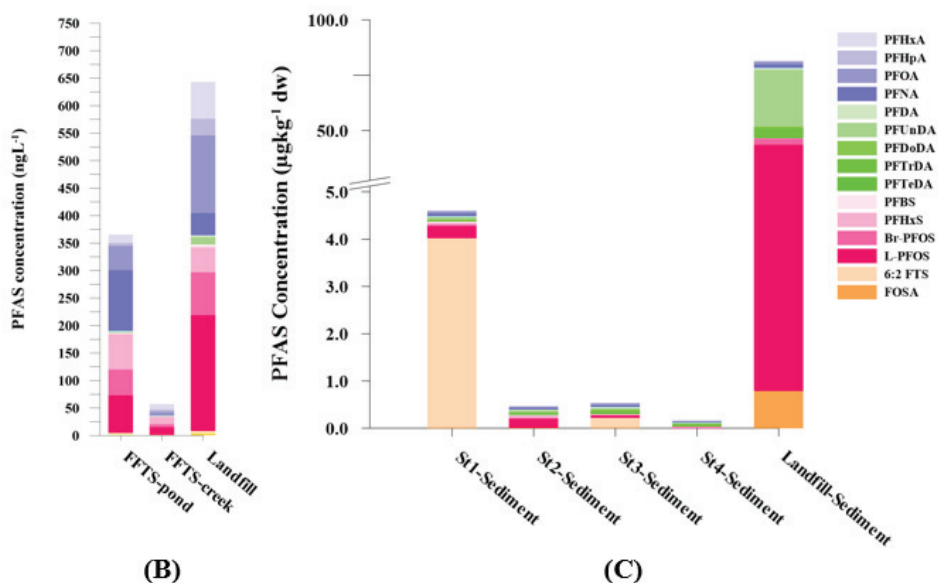 (B)
PFAS concentration (ngL⁻¹)
750
700
650
600
550
500
450
400
350
300
250
200
150
100
50
0
FFTS-pond
FFTS-creek
Landfill
PFAS Concentration (µgkg⁻¹ dw)
100.0
50.0
5.0
4.0
3.0
2.0
1.0
0.0
St1-Sediment
St2-Sediment
St3-Sediment
St4-Sediment
Landfill-Sediment
PFHxA
PFHpA
PFOA
PFNA
PFDA
PFUnDA
PFDoDA
PFTrDA
PFTeDA
PFBS
PFHxS
Br-PFOS
L-PFOS
6:2 FTS
FOSA
(B)
(C)